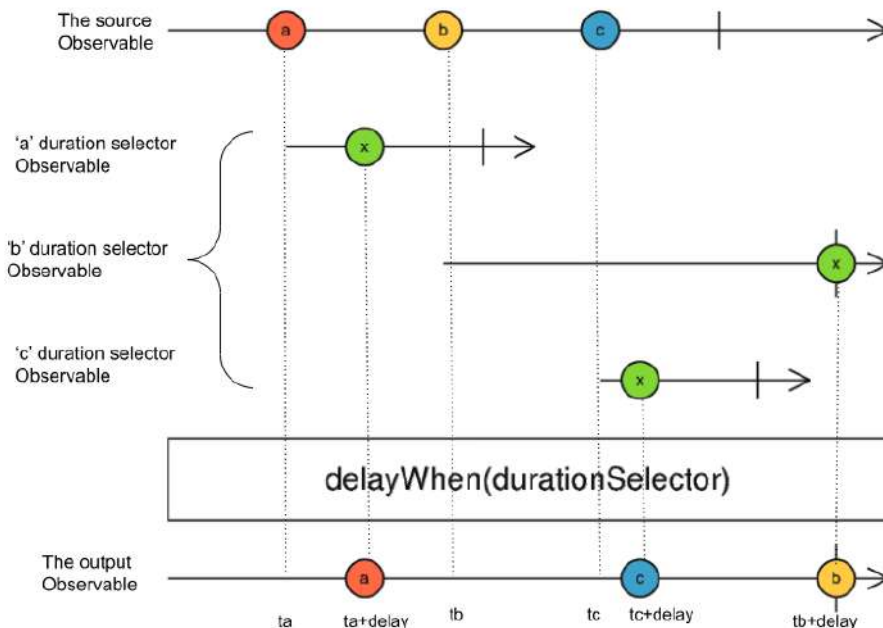 The source
Observable
a
b
c
'a' duration selector
Observable
x
'b' duration selector
Observable
x
'c' duration selector
Observable
x
delayWhen(durationSelector)
The output
Observable
a
c
b
ta
ta+delay
tb
tc
tc+delay
tb+delay